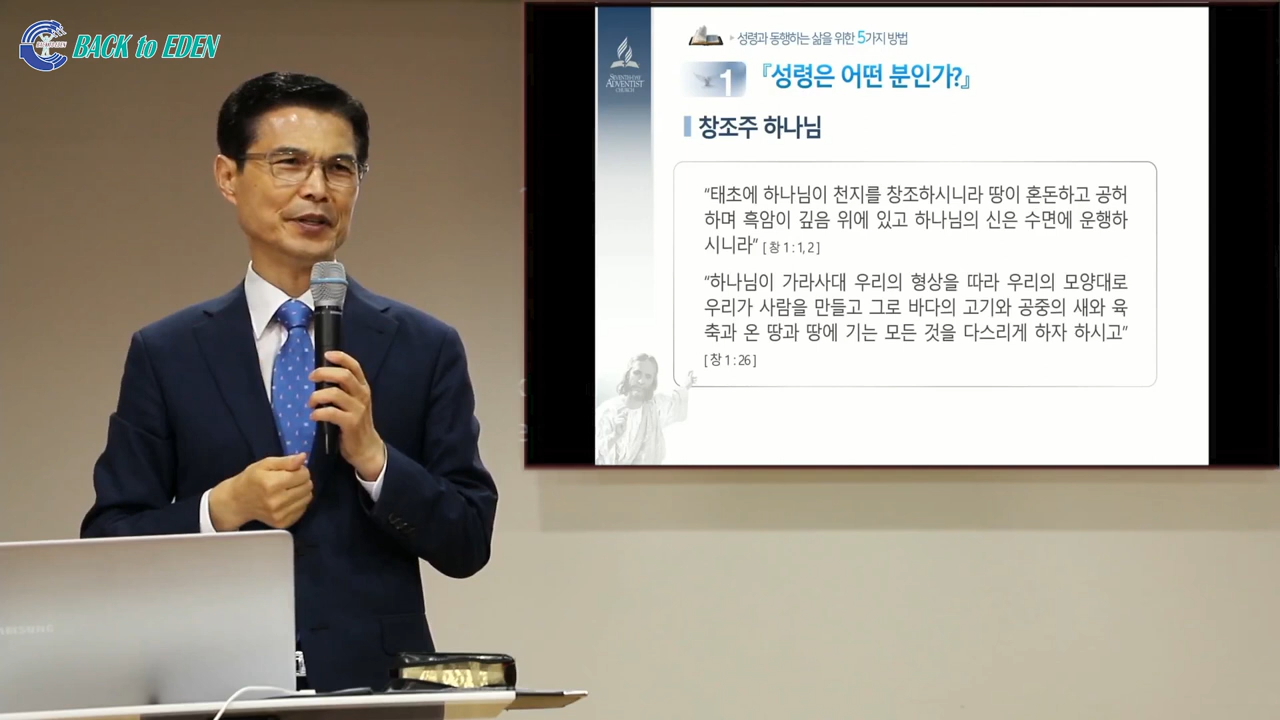 BACK to EDEN
▸ 성령과 동행하는 삶을 위한 5가지 방법
SEVENTH-DAY
ADVENTIST
CHURCH
1 『성령은 어떤 분인가?』
창조주 하나님
“태초에 하나님이 천지를 창조하시니라 땅이 혼돈하고 공허
하며 흑암이 깊음 위에 있고 하나님의 신은 수면에 운행하
시니라” [ 창 1 : 1, 2 ]
“하나님이 가라사대 우리의 형상을 따라 우리의 모양대로
우리가 사람을 만들고 그로 바다의 고기와 공중의 새와 육
축과 온 땅과 땅에 기는 모든 것을 다스리게 하자 하시고”
[ 창 1 : 26 ]